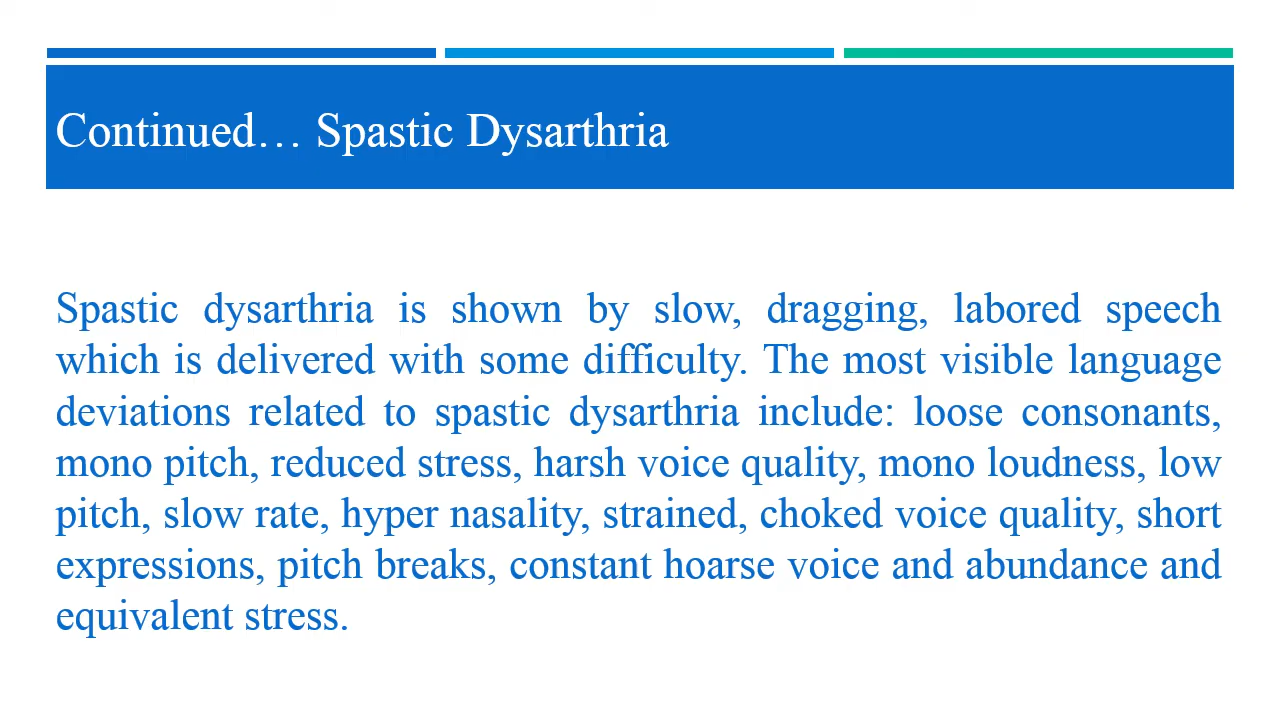 Continued… Spastic Dysarthria
Spastic dysarthria is shown by slow, dragging, labored speech
which is delivered with some difficulty. The most visible language
deviations related to spastic dysarthria include: loose consonants,
mono pitch, reduced stress, harsh voice quality, mono loudness, low
pitch, slow rate, hyper nasality, strained, choked voice quality, short
expressions, pitch breaks, constant hoarse voice and abundance and
equivalent stress.